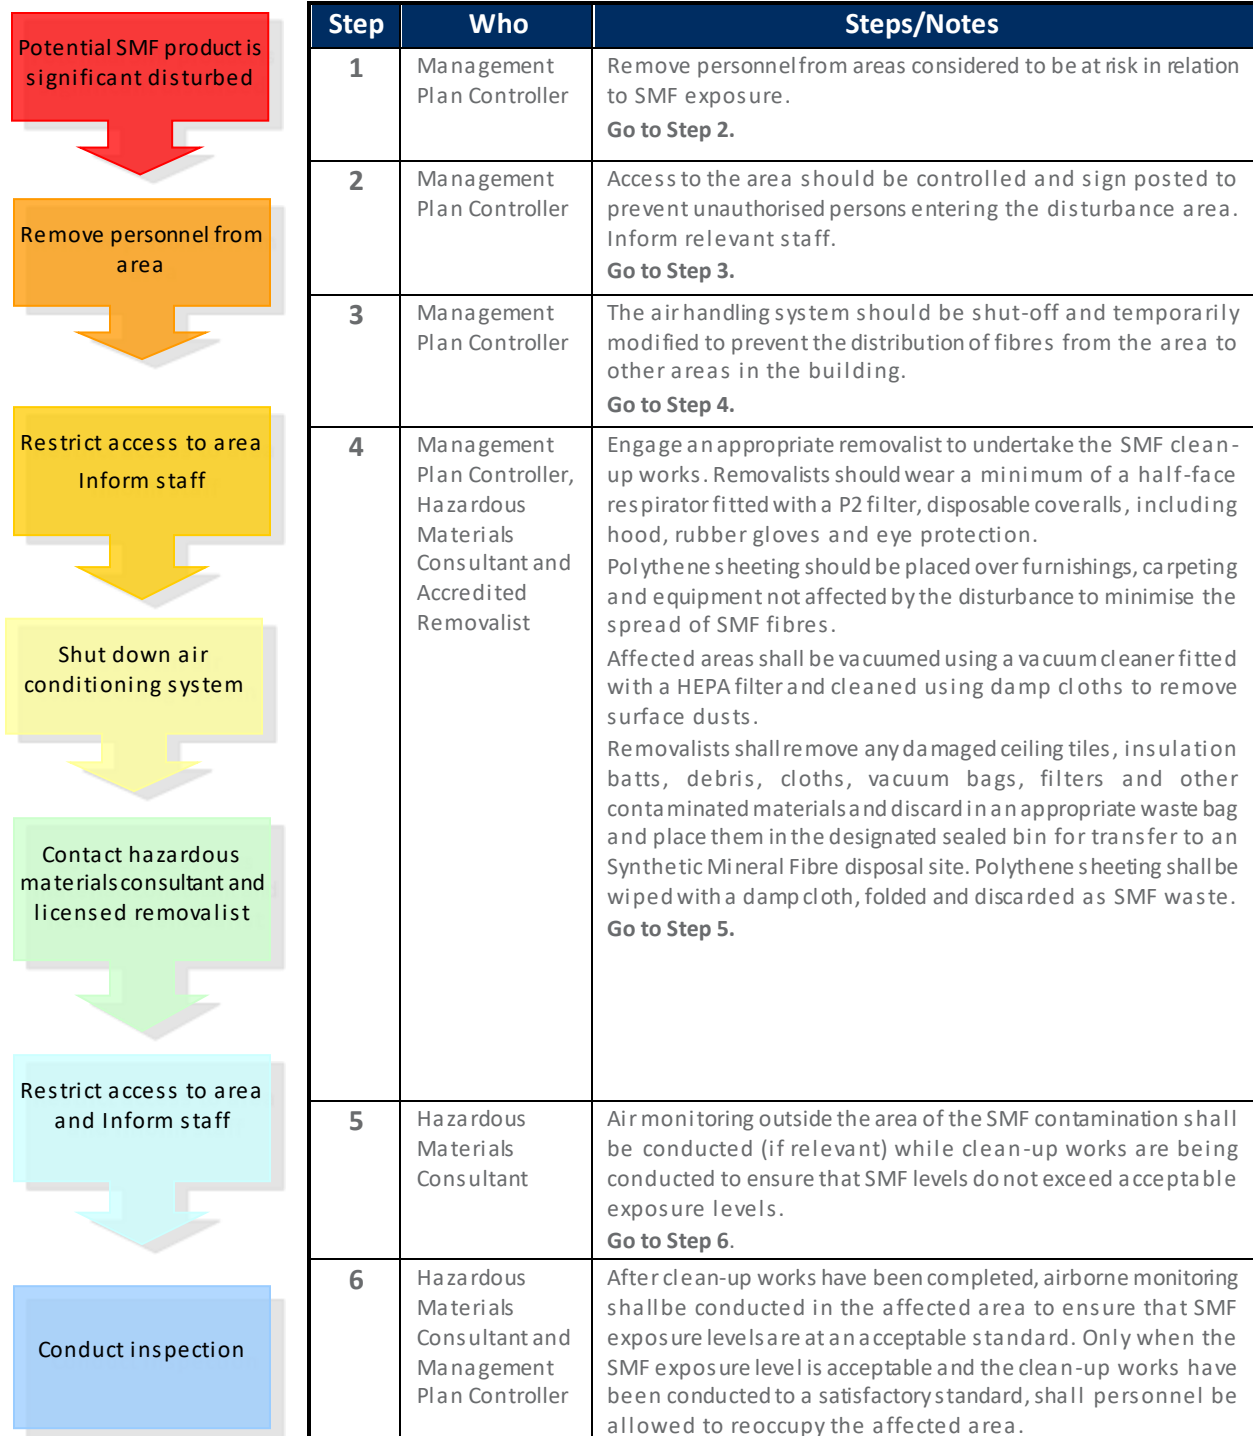 Potential SMF product is
significant disturbed
Remove personnel from
area
Restrict access to area
Inform staff
Shut down air
conditioning system
Contact hazardous
materials consultant and
licensed removalist
Restrict access to area
and Inform staff
Conduct inspection
Step Who Steps/Notes
1 Management
Plan Controller
Remove personnel from areas considered to be at risk in relation
to SMF exposure.
Go to Step 2.
2 Management
Plan Controller
Access to the area should be controlled and sign posted to
prevent unauthorised persons entering the disturbance area.
Inform relevant staff.
Go to Step 3.
3 Management
Plan Controller
The air handling system should be shut-off and temporarily
modified to prevent the distribution of fibres from the area to
other areas in the building.
Go to Step 4.
4 Management
Plan Controller,
Hazardous
Materials
Consultant and
Accredited
Removalist
Engage an appropriate removalist to undertake the SMF clean-
up works. Removalists should wear a minimum of a half-face
respirator fitted with a P2 filter, disposable coveralls, including
hood, rubber gloves and eye protection.
Polythene sheeting should be placed over furnishings, carpeting
and equipment not affected by the disturbance to minimise the
spread of SMF fibres.
Affected areas shall be vacuumed using a vacuum cleaner fitted
with a HEPA filter and cleaned using damp cloths to remove
surface dusts.
Removalists shall remove any damaged ceiling tiles, insulation
batts, debris, cloths, vacuum bags, filters and other
contaminated materials and discard in an appropriate waste bag
and place them in the designated sealed bin for transfer to an
Synthetic Mineral Fibre disposal site. Polythene sheeting shall be
wiped with a damp cloth, folded and discarded as SMF waste.
Go to Step 5.
5 Hazardous
Materials
Consultant
Air monitoring outside the area of the SMF contamination shall
be conducted (if relevant) while clean-up works are being
conducted to ensure that SMF levels do not exceed acceptable
exposure levels.
Go to Step 6.
6 Hazardous
Materials
Consultant and
Management
Plan Controller
After clean-up works have been completed, airborne monitoring
shall be conducted in the affected area to ensure that SMF
exposure levels are at an acceptable standard. Only when the
SMF exposure level is acceptable and the clean-up works have
been conducted to a satisfactory standard, shall personnel be
allowed to reoccupy the affected area.